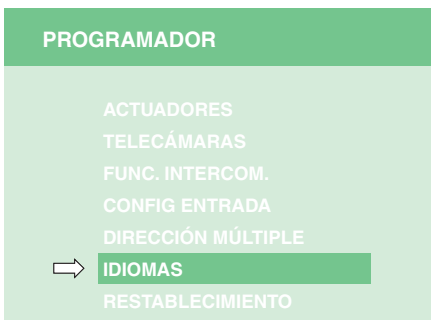 PROGRAMADOR
ACTUADORES
TELECÁMARAS
FUNC. INTERCOM.
CONFIG ENTRADA
DIRECCIÓN MÚLTIPLE
IDIOMAS
RESTABLECIMIENTO